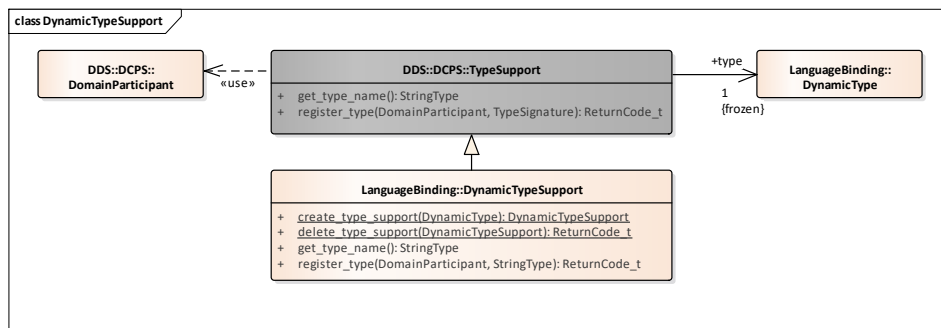 class DynamicTypeSupport
DDS::DCPS::
DomainParticipant
«use»
DDS::DCPS::TypeSupport
+ get_type_name(): StringType
+ register_type(DomainParticipant, TypeSignature): ReturnCode_t
+type
1
{frozen}
LanguageBinding::
DynamicType
LanguageBinding::DynamicTypeSupport
+ create_type_support(DynamicType): DynamicTypeSupport
+ delete_type_support(DynamicTypeSupport): ReturnCode_t
+ get_type_name(): StringType
+ register_type(DomainParticipant, StringType): ReturnCode_t